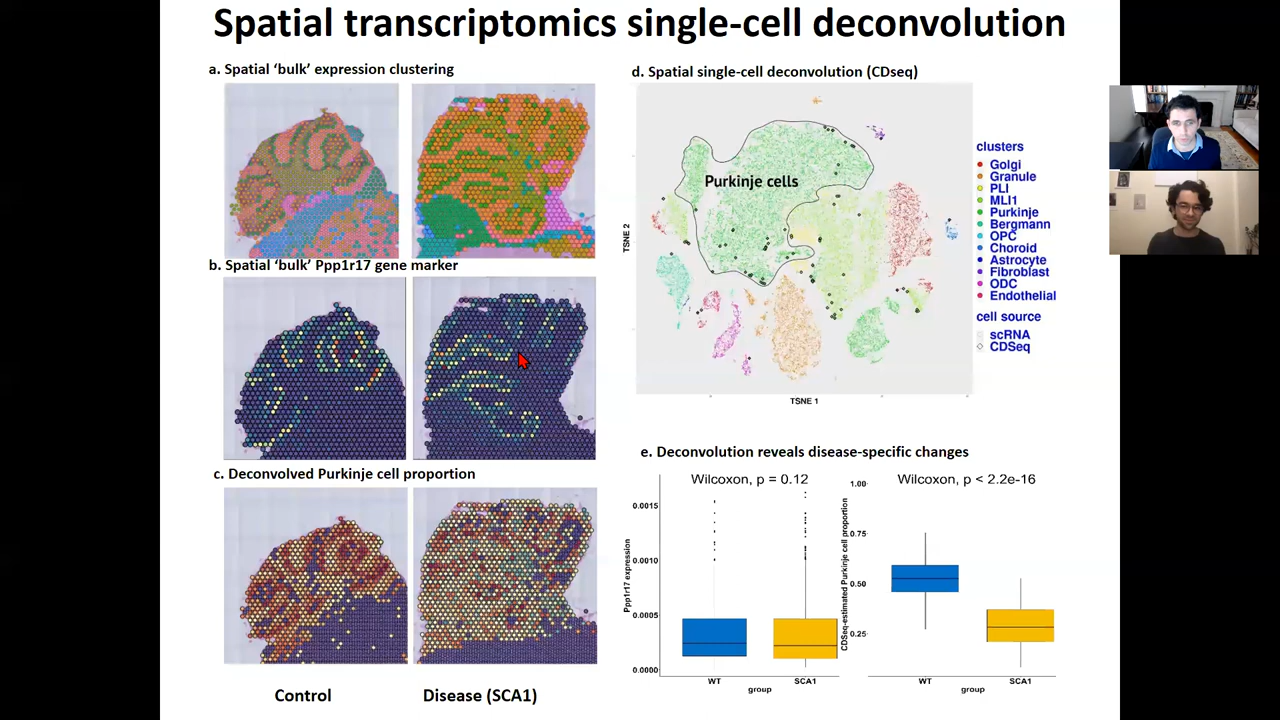 Spatial transcriptomics single-cell deconvolution
a. Spatial ‘bulk’ expression clustering
b. Spatial ‘bulk’ Ppp1r17 gene marker
c. Deconvolved Purkinje cell proportion
Control
Disease (SCA1)
d. Spatial single-cell deconvolution (CDseq)
Purkinje cells
TSNE 2
TSNE 1
clusters
Golgi
Granule
PLI
MLI1
Purkinje
Bergmann
OPC
Choroid
Astrocyte
Fibroblast
ODC
Endothelial
cell source
scRNA
CDSeq
e. Deconvolution reveals disease-specific changes
Wilcoxon, p = 0.12
Ppp1r17 expression
0.0015
0.0010
0.0005
0.0000
WT
SCA1
group
Wilcoxon, p < 2.2e-16
CDSeq-estimated Purkinje cell proportion
1.00
0.75
0.50
0.25
WT
SCA1
group